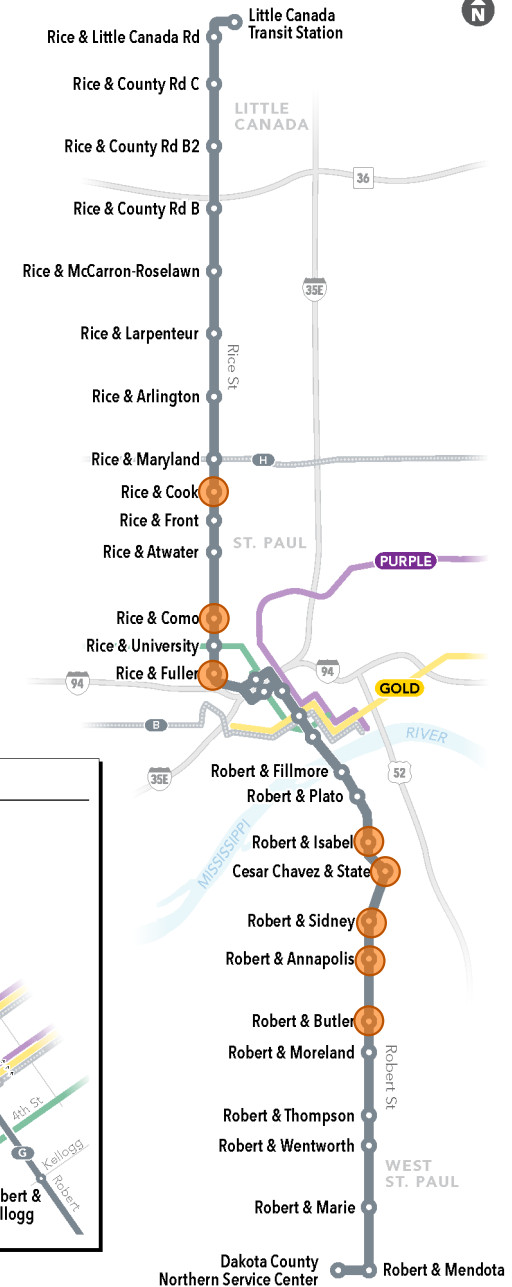 N
Little Canada
Transit Station
Rice & Little Canada Rd
Rice & County Rd C
LITTLE
CANADA
Rice & County Rd B2
36
Rice & County Rd B
Rice & McCarron-Roselawn
35E
Rice & Larpenteur
Rice St
Rice & Arlington
Rice & Maryland
H
Rice & Cook
Rice & Front
ST. PAUL
Rice & Atwater
PURPLE
Rice & Como
Rice & University
Rice & Fuller
94
94
GOLD
B
RIVER
35E
52
Robert & Fillmore
Robert & Plato
MISSISSIPPI
Robert & Isabel
Cesar Chavez & State
Robert & Sidney
Robert & Annapolis
Robert & Butler
Robert & Moreland
Robert St
4th St
Robert & Thompson
G
Kellogg
Robert & Wentworth
Robert
WEST
ST. PAUL
bert &
llogg
Robert & Marie
Dakota County
Northern Service Center
Robert & Mendota